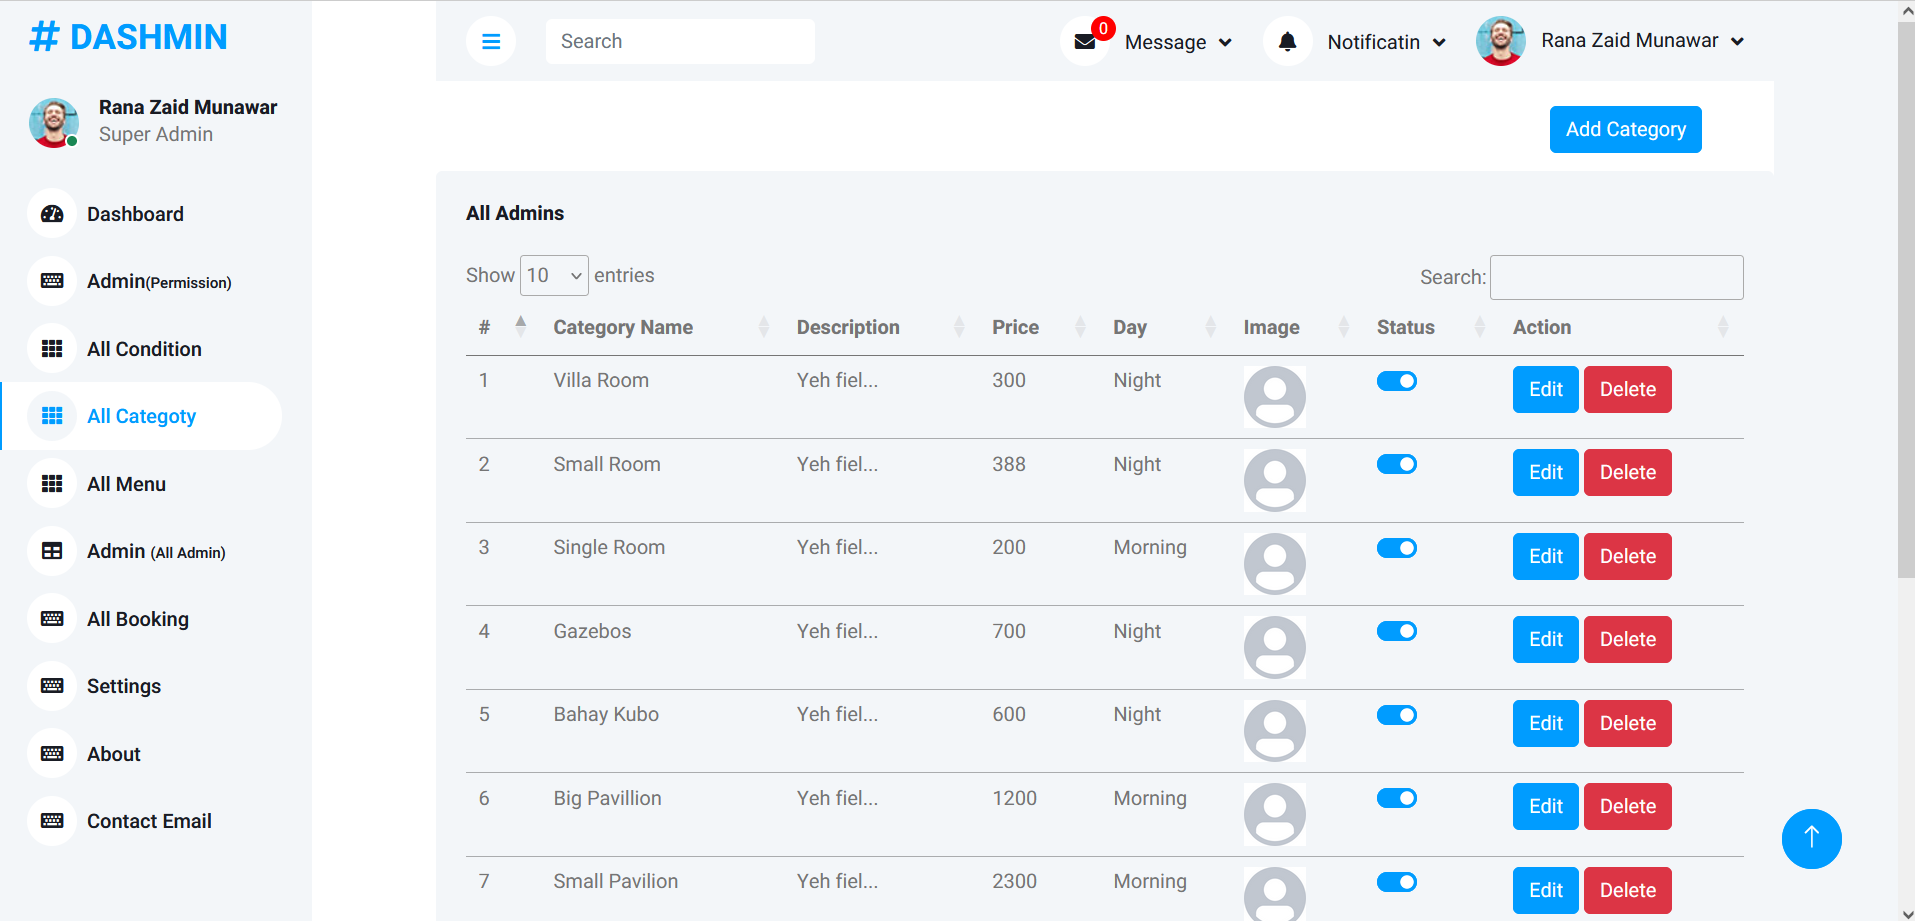 # DASHMIN
Rana Zaid Munawar
Super Admin
Dashboard
Admin(Permission)
All Condition
All Categoty
All Menu
Admin (All Admin)
All Booking
Settings
About
Contact Email
Search 0 Message Notificatin Rana Zaid Munawar
Add Category
All Admins
Show 10 entries Search:
# Category Name Description Price Day Image Status Action
1 Villa Room Yeh fiel... 300 Night Edit Delete
2 Small Room Yeh fiel... 388 Night Edit Delete
3 Single Room Yeh fiel... 200 Morning Edit Delete
4 Gazebos Yeh fiel... 700 Night Edit Delete
5 Bahay Kubo Yeh fiel... 600 Night Edit Delete
6 Big Pavillion Yeh fiel... 1200 Morning Edit Delete
7 Small Pavilion Yeh fiel... 2300 Morning Edit Delete